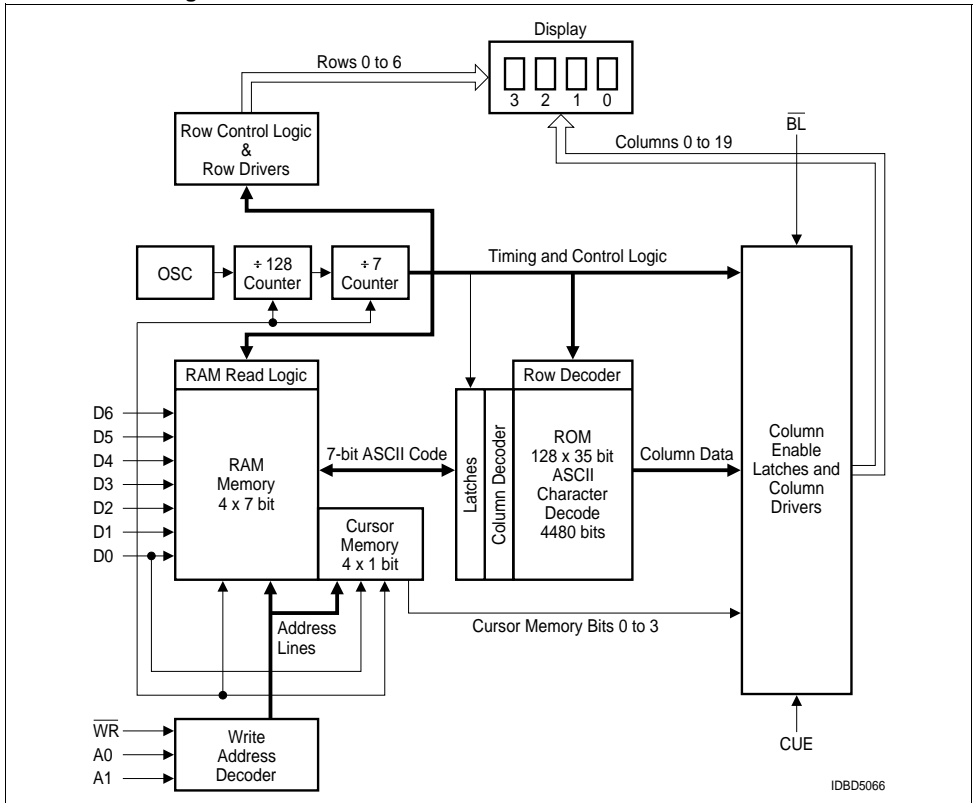 Display
Rows 0 to 6
3 2 1 0
B̅L̅
Columns 0 to 19
Row Control Logic
&
Row Drivers
Timing and Control Logic
OSC
÷ 128
Counter
÷ 7
Counter
RAM Read Logic
Row Decoder
D6
D5
D4
D3
D2
D1
D0
RAM
Memory
4 x 7 bit
7-bit ASCII Code
Latches
Column Decoder
ROM
128 x 35 bit
ASCII
Character
Decode
4480 bits
Column Data
Column
Enable
Latches and
Column
Drivers
Cursor
Memory
4 x 1 bit
Address
Lines
Cursor Memory Bits 0 to 3
W̅R̅
A0
A1
Write
Address
Decoder
CUE
IDBD5066